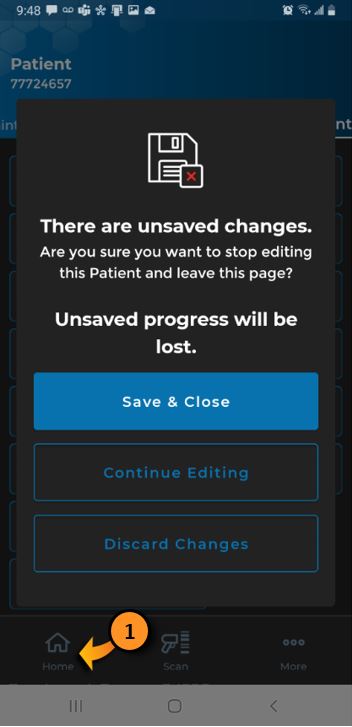 9:48
Patient
77724657
int
nt
There are unsaved changes.
Are you sure you want to stop editing
this Patient and leave this page?
Unsaved progress will be
lost.
Save & Close
Continue Editing
Discard Changes
1
Home
Scan
More